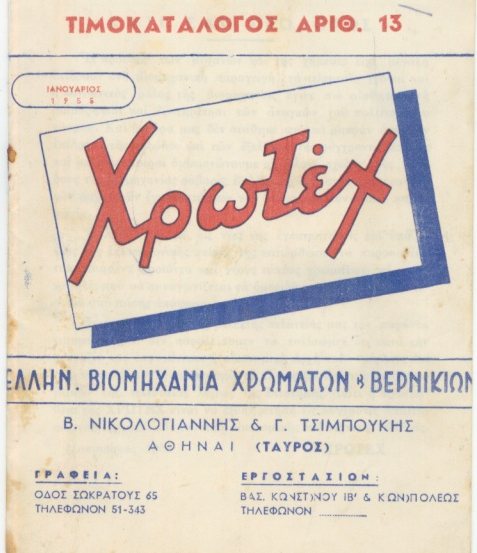 ΤΙΜΟΚΑΤΑΛΟΓΟΣ ΑΡΙΘ. 13
ΙΑΝΟΥΑΡΙΟΣ
1958
Χρωτέχ
ΕΛΛΗΝ. ΒΙΟΜΗΧΑΝΙΑ ΧΡΩΜΑΤΩΝ & ΒΕΡΝΙΚΙΩΝ
Β. ΝΙΚΟΛΟΓΙΑΝΝΗΣ & Γ. ΤΣΙΜΠΟΥΚΗΣ
ΑΘΗΝΑΙ (ΤΑΥΡΟΣ)
ΓΡΑΦΕΙΑ:
ΟΔΟΣ ΣΩΚΡΑΤΟΥΣ 65
ΤΗΛΕΦΩΝΟΝ 51-343
ΕΡΓΟΣΤΑΣΙΟΝ:
ΒΑΣ. ΚΩΝΣΤ)ΝΟΥ ΙΒ' & ΚΩΝ)ΠΟΛΕΩΣ
ΤΗΛΕΦΩΝΟΝ